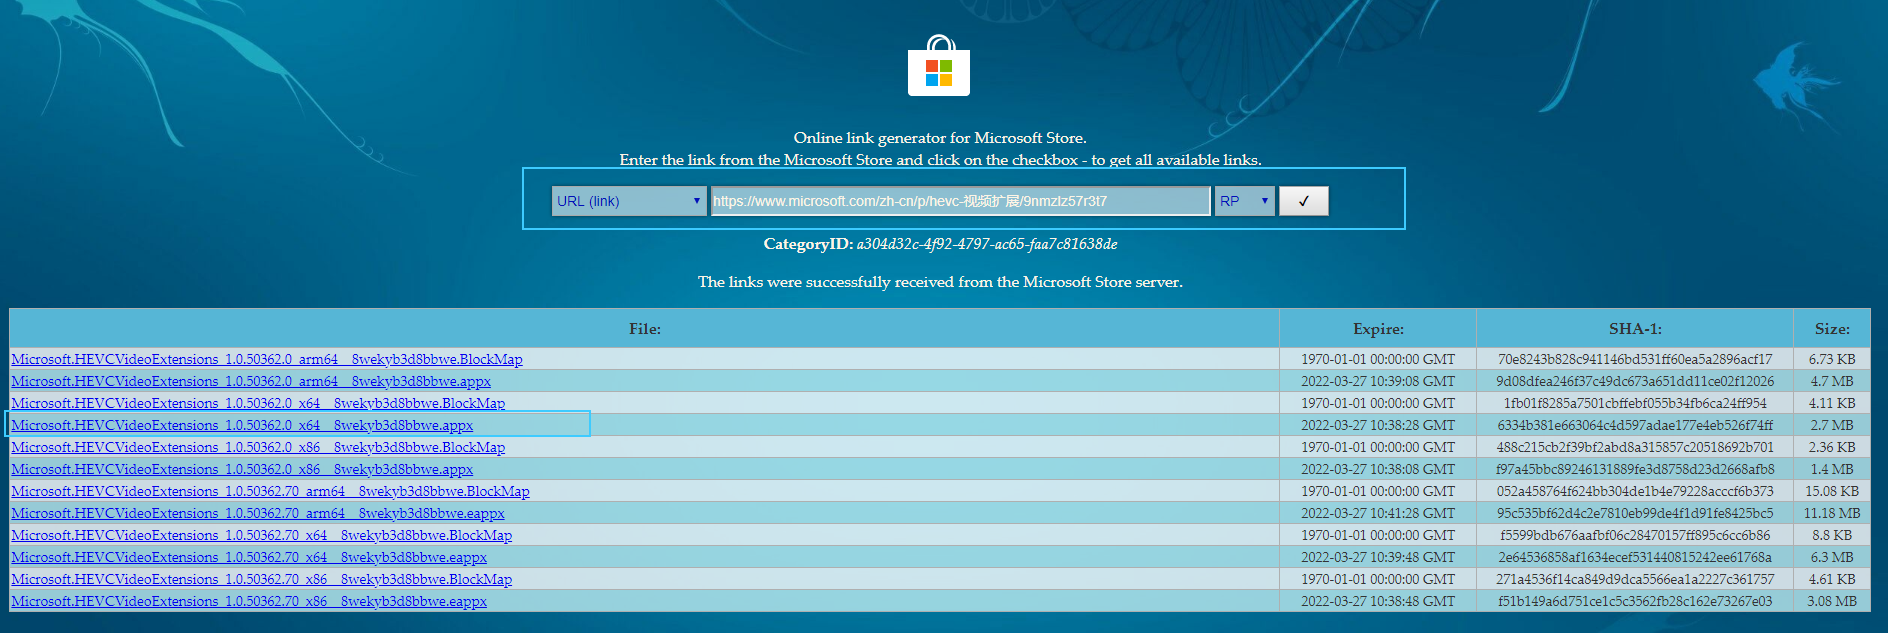 Online link generator for Microsoft Store.
Enter the link from the Microsoft Store and click on the checkbox - to get all available links.
URL (link) ▼ https://www.microsoft.com/zh-cn/p/hevc-视频扩展/9nmzlz57r3t7 RP ▼ ✓
CategoryID: a304d32c-4f92-4797-ac65-faa7c81638de
The links were successfully received from the Microsoft Store server.
File: Expire: SHA-1: Size:
Microsoft.HEVCVideoExtensions_1.0.50362.0_arm64__8wekyb3d8bbwe.BlockMap 1970-01-01 00:00:00 GMT 70e8243b828c941146bd531ff60ea5a2896acf17 6.73 KB
Microsoft.HEVCVideoExtensions_1.0.50362.0_arm64__8wekyb3d8bbwe.appx 2022-03-27 10:39:08 GMT 9d08dfea246f37c49dc673a651dd11ce02f12026 4.7 MB
Microsoft.HEVCVideoExtensions_1.0.50362.0_x64__8wekyb3d8bbwe.BlockMap 1970-01-01 00:00:00 GMT 1fb01f8285a7501cbffebf055b34fb6ca24ff954 4.11 KB
Microsoft.HEVCVideoExtensions_1.0.50362.0_x64__8wekyb3d8bbwe.appx 2022-03-27 10:38:28 GMT 6334b381e663064c4d597adae177e4eb526f74ff 2.7 MB
Microsoft.HEVCVideoExtensions_1.0.50362.0_x86__8wekyb3d8bbwe.BlockMap 1970-01-01 00:00:00 GMT 488c215cb2f39bf2abd8a315857c20518692b701 2.36 KB
Microsoft.HEVCVideoExtensions_1.0.50362.0_x86__8wekyb3d8bbwe.appx 2022-03-27 10:38:08 GMT f97a45bbc89246131889fe3d8758d23d2668afb8 1.4 MB
Microsoft.HEVCVideoExtensions_1.0.50362.70_arm64__8wekyb3d8bbwe.BlockMap 1970-01-01 00:00:00 GMT 052a458764f624bb304de1b4e79228acccf6b373 15.08 KB
Microsoft.HEVCVideoExtensions_1.0.50362.70_arm64__8wekyb3d8bbwe.eappx 2022-03-27 10:41:28 GMT 95c535bf62d4c2e7810eb99de4f1d91fe8425bc5 11.18 MB
Microsoft.HEVCVideoExtensions_1.0.50362.70_x64__8wekyb3d8bbwe.BlockMap 1970-01-01 00:00:00 GMT f5599bdb676aafbf06c28470157ff895c6cc6b86 8.8 KB
Microsoft.HEVCVideoExtensions_1.0.50362.70_x64__8wekyb3d8bbwe.eappx 2022-03-27 10:39:48 GMT 2e64536858af1634ecef531440815242ee61768a 6.3 MB
Microsoft.HEVCVideoExtensions_1.0.50362.70_x86__8wekyb3d8bbwe.BlockMap 1970-01-01 00:00:00 GMT 271a4536f14ca849d9dca5566ea1a2227c361757 4.61 KB
Microsoft.HEVCVideoExtensions_1.0.50362.70_x86__8wekyb3d8bbwe.eappx 2022-03-27 10:38:48 GMT f51b149a6d751ce1c5c3562fb28c162e73267e03 3.08 MB